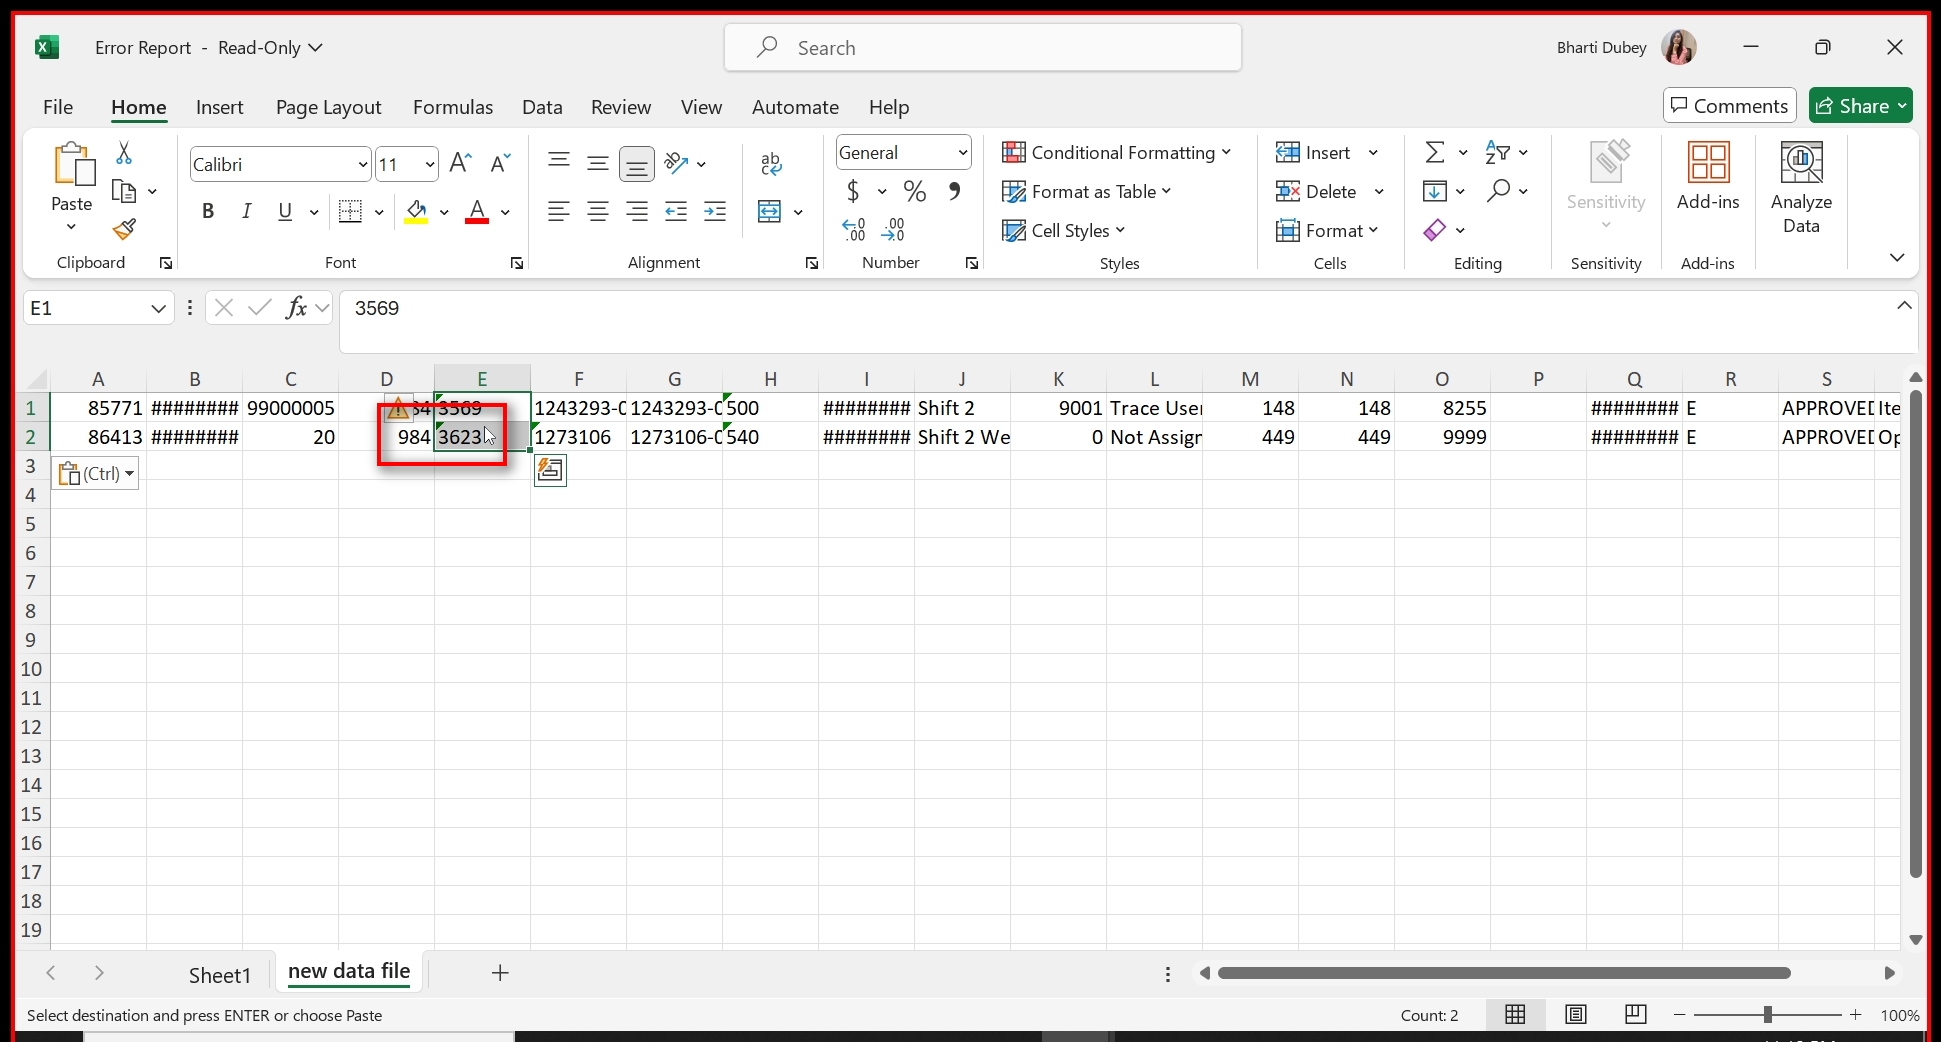 Error Report - Read-Only
Search
Bharti Dubey
File Home Insert Page Layout Formulas Data Review View Automate Help
Comments Share
Paste
Clipboard
Calibri 11
B I U A
Font
ab
Alignment
General
$ %
Number
Conditional Formatting
Format as Table
Cell Styles
Styles
Insert
Delete
Format
Cells
Editing
Sensitivity
Sensitivity
Add-ins
Add-ins
Analyze
Data
E1 fx 3569
A B C D E F G H I J K L M N O P Q R S
1 85771 ######## 99000005 84 3569 1243293-0 1243293-0 500 ######## Shift 2 9001 Trace User 148 148 8255 ######## E APPROVED Ite
2 86413 ######## 20 984 3623 1273106 1273106-0 540 ######## Shift 2 We 0 Not Assign 449 449 9999 ######## E APPROVED Op
3 (Ctrl)
4
5
6
7
8
9
10
11
12
13
14
15
16
17
18
19
Sheet1 new data file
Select destination and press ENTER or choose Paste Count: 2 100%